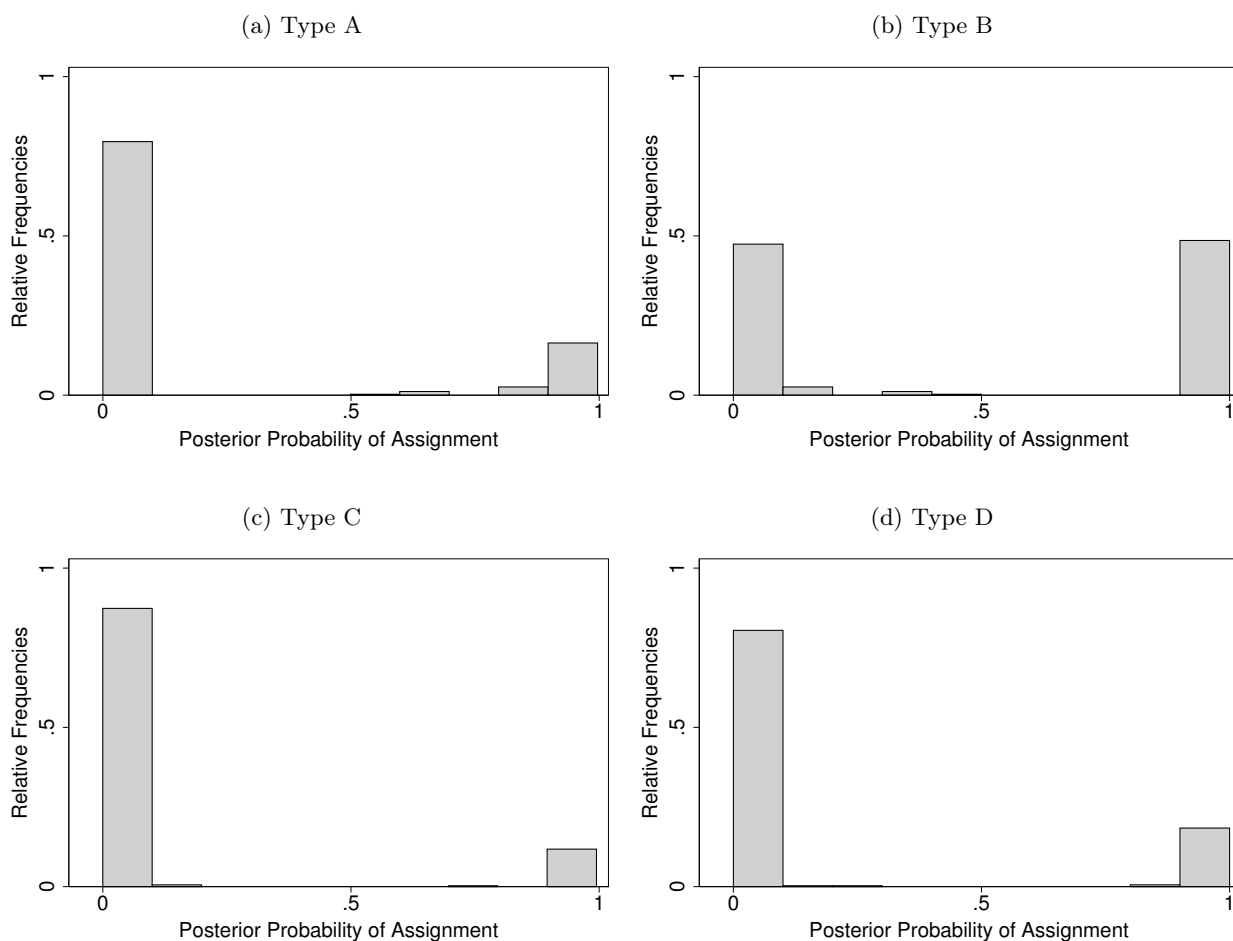 (a) Type A
Relative Frequencies
1
.5
0
0
.5
1
Posterior Probability of Assignment
(b) Type B
Relative Frequencies
1
.5
0
0
.5
1
Posterior Probability of Assignment
(c) Type C
Relative Frequencies
1
.5
0
0
.5
1
Posterior Probability of Assignment
(d) Type D
Relative Frequencies
1
.5
0
0
.5
1
Posterior Probability of Assignment